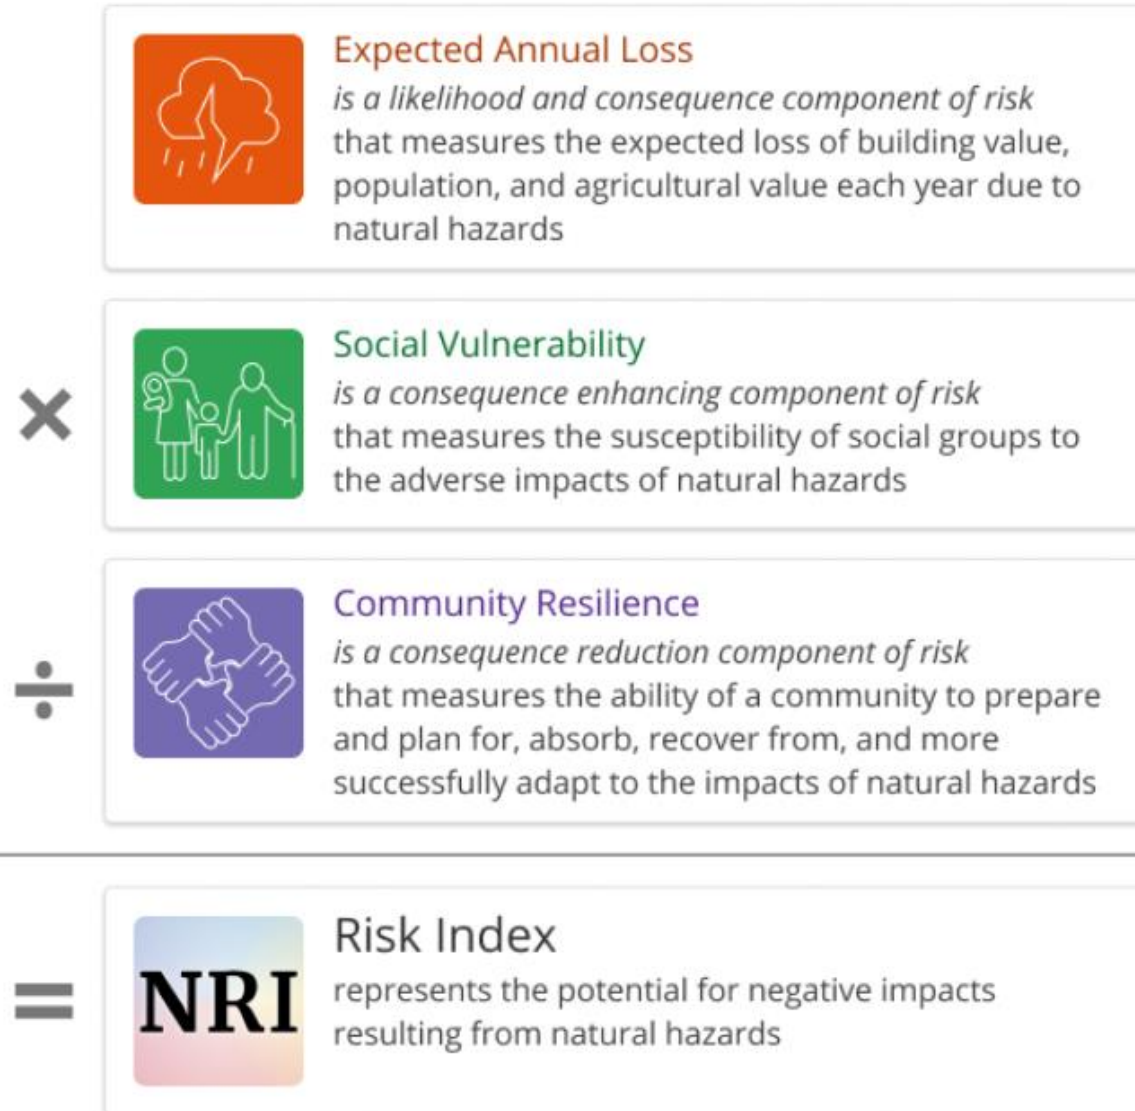 Expected Annual Loss
is a likelihood and consequence component of risk
that measures the expected loss of building value,
population, and agricultural value each year due to
natural hazards
×
Social Vulnerability
is a consequence enhancing component of risk
that measures the susceptibility of social groups to
the adverse impacts of natural hazards
÷
Community Resilience
is a consequence reduction component of risk
that measures the ability of a community to prepare
and plan for, absorb, recover from, and more
successfully adapt to the impacts of natural hazards
=
NRI
Risk Index
represents the potential for negative impacts
resulting from natural hazards